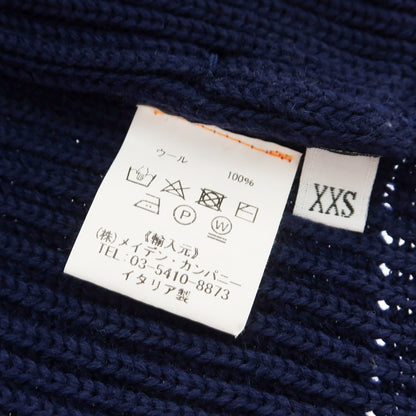 ウール 100%
P W
《輸入元》
(株)メイデン・カンパニー
TEL:03-5410-8873
イタリア製
XXS